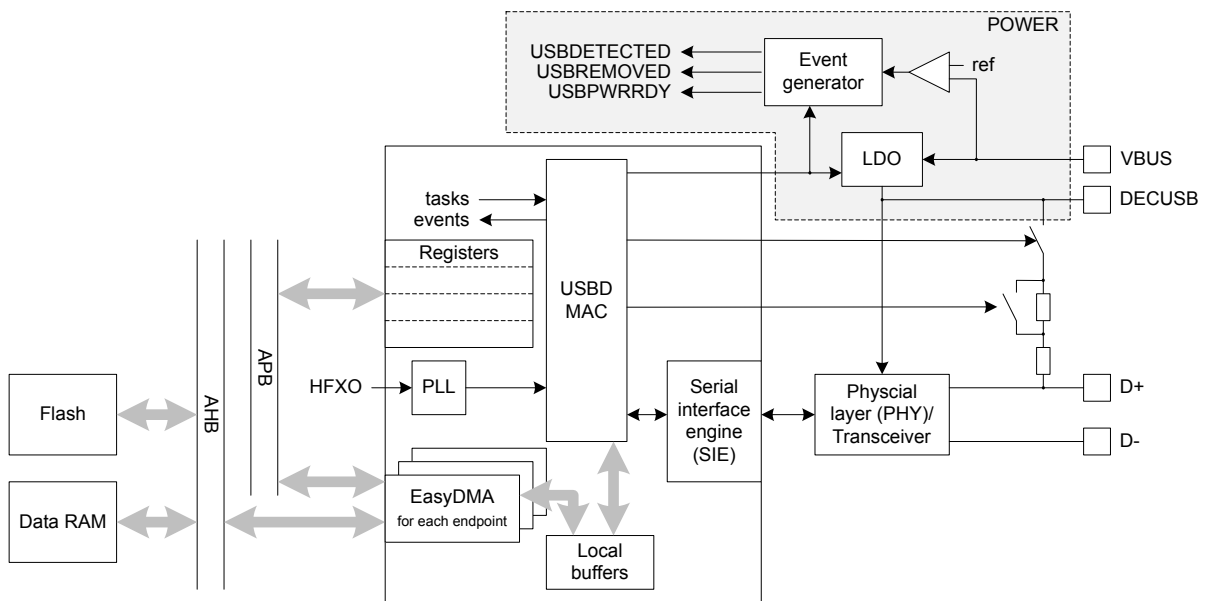 POWER
USBDETECTED
USBREMOVED
USBPWRRDY
Event
generator
ref
LDO
VBUS
DECUSB
tasks
events
Registers
USBD
MAC
APB
AHB
HFXO
PLL
Flash
Serial
interface
engine
(SIE)
Physcial
layer (PHY)/
Transceiver
D+
D-
Data RAM
EasyDMA
for each endpoint
Local
buffers